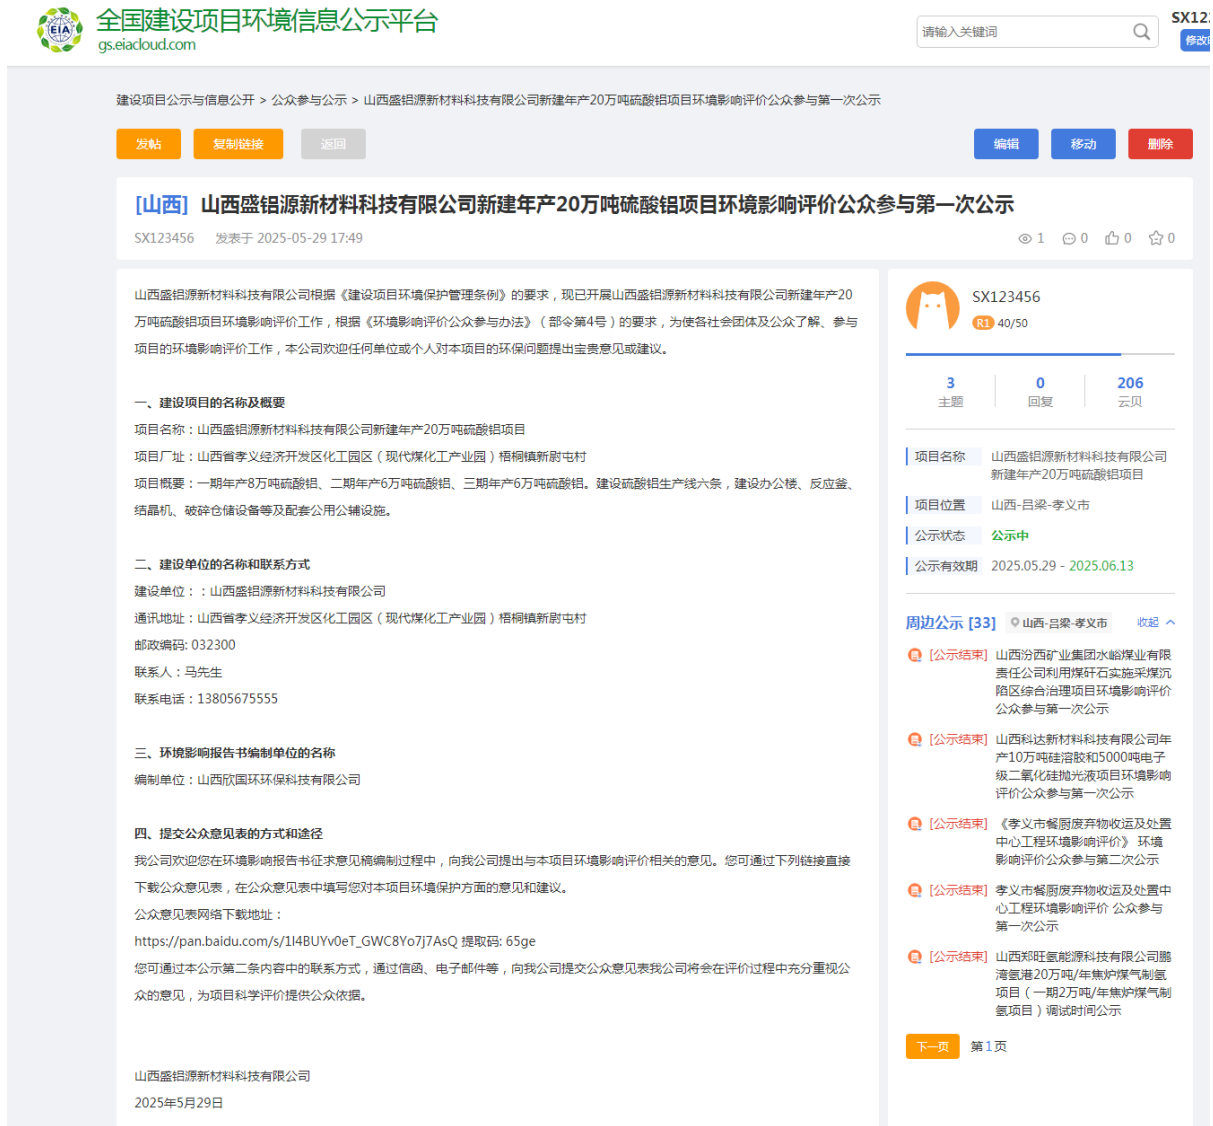 EIA
全国建设项目环境信息公示平台
gs.eiacloud.com
请输入关键词
建设项目公示与信息公开 > 公众参与公示 > 山西盛铝源新材料科技有限公司新建年产20万吨硫酸铝项目环境影响评价公众参与第一次公示
发帖
复制链接
返回
编辑
移动
删除
[山西] 山西盛铝源新材料科技有限公司新建年产20万吨硫酸铝项目环境影响评价公众参与第一次公示
SX123456 发表于 2025-05-29 17:49
1 0 0 0
山西盛铝源新材料科技有限公司根据《建设项目环境保护管理条例》的要求，现已开展山西盛铝源新材料科技有限公司新建年产20
万吨硫酸铝项目环境影响评价工作，根据《环境影响评价公众参与办法》（部令第4号）的要求，为使各社会团体及公众了解、参与
项目的环境影响评价工作，本公司欢迎任何单位或个人对本项目的环保问题提出宝贵意见或建议。
一、建设项目的名称及概要
项目名称：山西盛铝源新材料科技有限公司新建年产20万吨硫酸铝项目
项目厂址：山西省孝义经济开发区化工园区（现代煤化工产业园）梧桐镇新尉屯村
项目概要：一期年产8万吨硫酸铝、二期年产6万吨硫酸铝、三期年产6万吨硫酸铝。建设硫酸铝生产线六条，建设办公楼、反应釜、
结晶机、破碎仓储设备等及配套公用公辅设施。
二、建设单位的名称和联系方式
建设单位：：山西盛铝源新材料科技有限公司
通讯地址：山西省孝义经济开发区化工园区（现代煤化工产业园）梧桐镇新尉屯村
邮政编码: 032300
联系人：马先生
联系电话：13805675555
三、环境影响报告书编制单位的名称
编制单位：山西欣国环环保科技有限公司
四、提交公众意见表的方式和途径
我公司欢迎您在环境影响报告书征求意见稿编制过程中，向我公司提出与本项目环境影响评价相关的意见。您可通过下列链接直接
下载公众意见表，在公众意见表中填写您对本项目环境保护方面的意见和建议。
公众意见表网络下载地址：
https://pan.baidu.com/s/1I4BUYv0eT_GWC8Yo7j7AsQ 提取码: 65ge
您可通过本公示第二条内容中的联系方式，通过信函、电子邮件等，向我公司提交公众意见表我公司将会在评价过程中充分重视公
众的意见，为项目科学评价提供公众依据。
山西盛铝源新材料科技有限公司
2025年5月29日
SX123456
R1 40/50
3 0 206
主题 回复 云贝
项目名称 山西盛铝源新材料科技有限公司
新建年产20万吨硫酸铝项目
项目位置 山西-吕梁-孝义市
公示状态 公示中
公示有效期 2025.05.29 - 2025.06.13
周边公示 [33] 山西-吕梁-孝义市 收起
[公示结束] 山西汾西矿业集团水峪煤业有限
责任公司利用煤矸石实施采煤沉
陷区综合治理项目环境影响评价
公众参与第一次公示
[公示结束] 山西科达新材料科技有限公司年
产10万吨硅溶胶和5000吨电子
级二氧化硅抛光液项目环境影响
评价公众参与第一次公示
[公示结束] 《孝义市餐厨废弃物收运及处置
中心工程环境影响评价》 环境
影响评价公众参与第二次公示
[公示结束] 孝义市餐厨废弃物收运及处置中
心工程环境影响评价 公众参与
第一次公示
[公示结束] 山西郑旺氢能源科技有限公司鹏
湾氢港20万吨/年焦炉煤气制氢
项目（一期2万吨/年焦炉煤气制
氢项目）调试时间公示
下一页 第1页